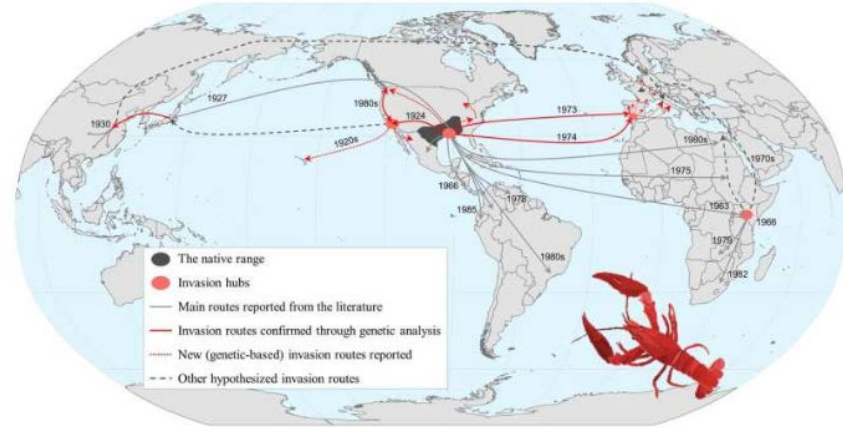 1927
1930
1980s
1924
1920s
1973
1974
1980s
1970s
1975
1966
1985
1978
1963
1966
1979
1982
1980s
The native range
Invasion hubs
Main routes reported from the literature
Invasion routes confirmed through genetic analysis
New (genetic-based) invasion routes reported
Other hypothesized invasion routes